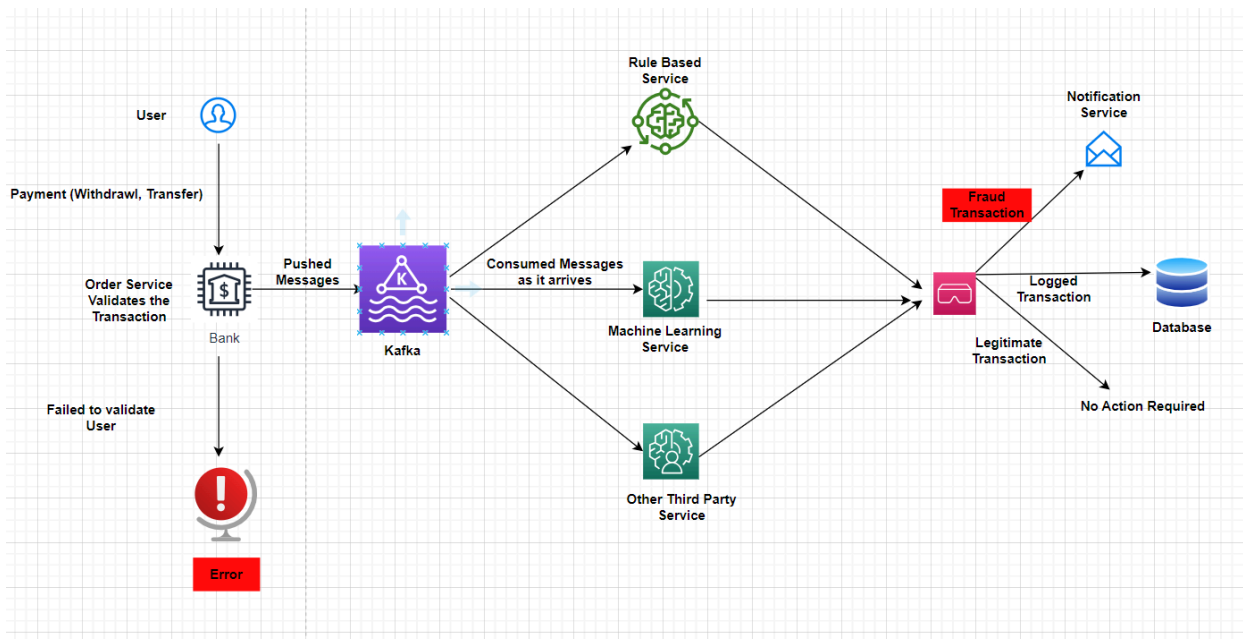 User
Payment (Withdrawl, Transfer)
Order Service
Validates the
Transaction
Bank
Failed to validate
User
Error
Pushed
Messages
K
Kafka
Rule Based
Service
Consumed Messages
as it arrives
Machine Learning
Service
Other Third Party
Service
Notification
Service
Fraud
Transaction
Logged
Transaction
Database
Legitimate
Transaction
No Action Required